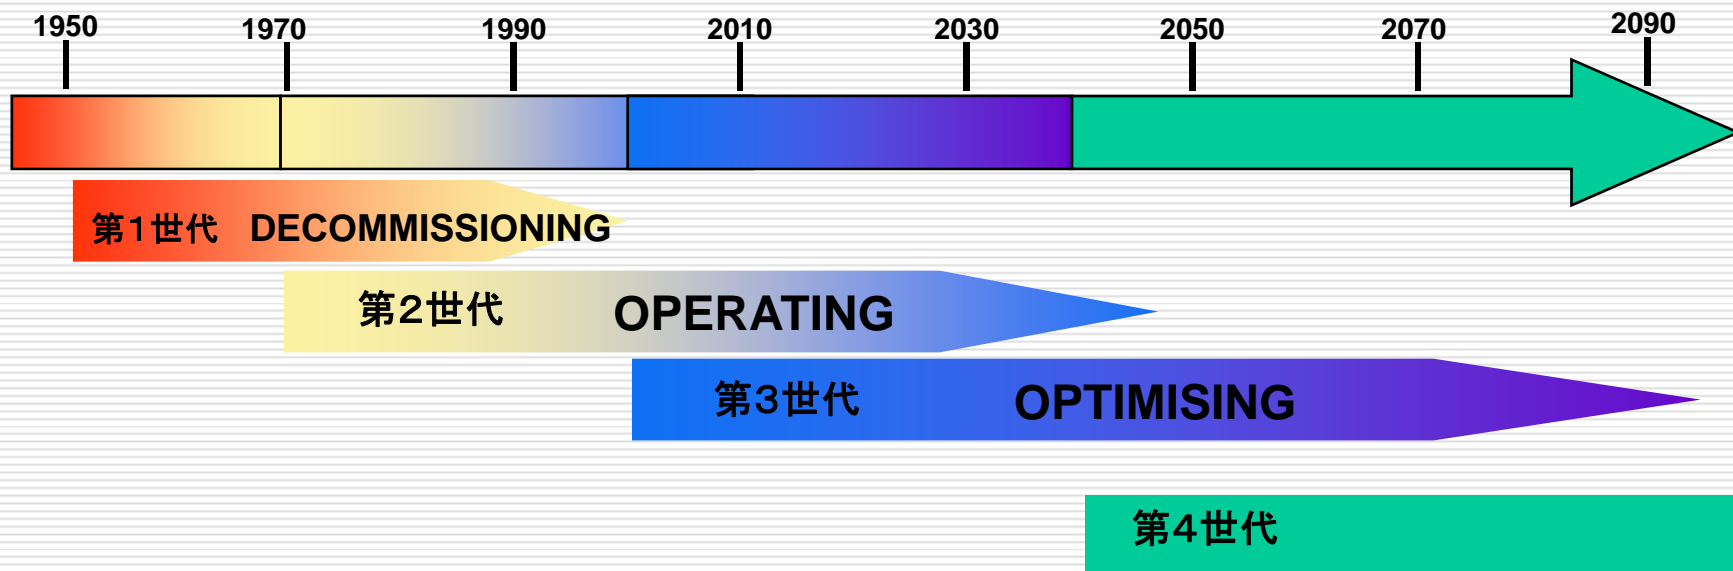 1950 1970 1990 2010 2030 2050 2070 2090
第1世代 DECOMMISSIONING
第2世代 OPERATING
第3世代 OPTIMISING
第4世代